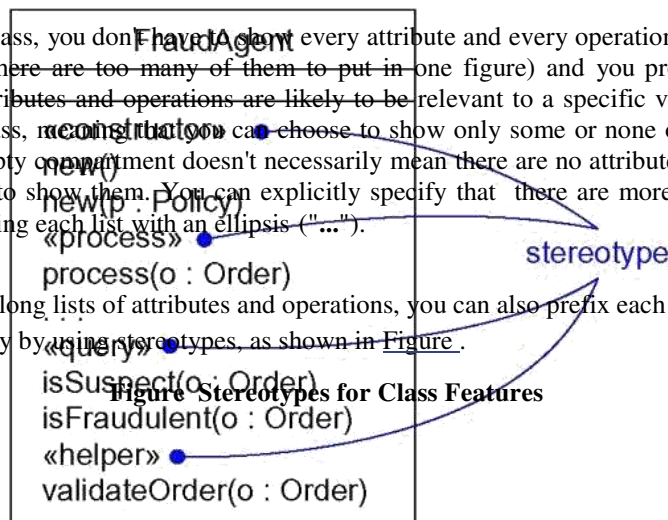 ass, you don't have to show every attribute and every operation
FraudAgent
here are too many of them to put in one figure) and you pr
ributes and operations are likely to be relevant to a specific v
ass, meaning that you can choose to show only some or none
«constructor»
pty compartment doesn't necessarily mean there are no attribut
new()
to show them. You can explicitly specify that there are more
new(p : Policy)
ing each list with an ellipsis ("...").
«process»
stereotype
process(o : Order)
long lists of attributes and operations, you can also prefix each
. . .
y by using stereotypes, as shown in Figure .
«query»
isSuspect(o : Order)
Figure Stereotypes for Class Features
isFraudulent(o : Order)
«helper»
validateOrder(o : Order)